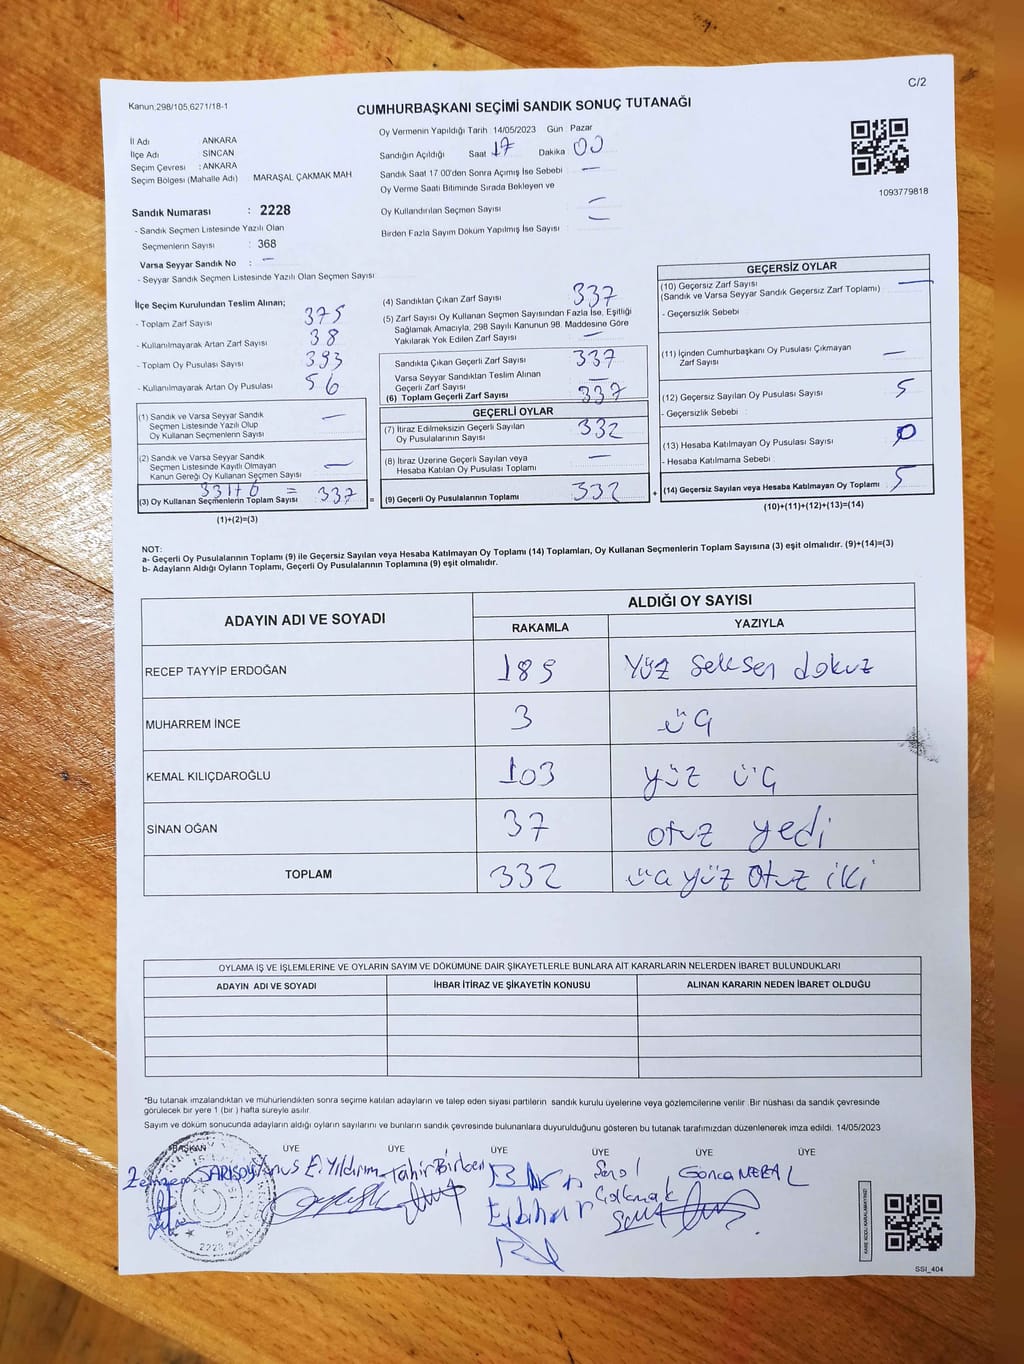 C/2
Kanun,298/105,6271/18-1
CUMHURBAŞKANI SEÇİMİ SANDIK SONUÇ TUTANAĞI
İl Adı ANKARA
İlçe Adı SİNCAN
Seçim Çevresi : ANKARA
Seçim Bölgesi (Mahalle Adı) MARAŞAL ÇAKMAK MAH
Sandık Numarası : 2228
- Sandık Seçmen Listesinde Yazılı Olan
Seçmenlerin Sayısı : 368
Varsa Seyyar Sandık No : —
- Seyyar Sandık Seçmen Listesinde Yazılı Olan Seçmen Sayısı
Oy Vermenin Yapıldığı Tarih 14/05/2023 Gün Pazar
Sandığın Açıldığı Saat 17 Dakika 00
Sandık Saat 17 00'den Sonra Açımış İse Sebebi —
Oy Verme Saati Bitiminde Sırada Bekleyen ve
Oy Kullandırılan Seçmen Sayısı —
Birden Fazla Sayım Döküm Yapılmış İse Sayısı : —
1093779818
İlçe Seçim Kurulundan Teslim Alınan;
- Toplam Zarf Sayısı 375
- Kullanılmayarak Artan Zarf Sayısı 38
- Toplam Oy Pusulası Sayısı 393
- Kullanılmayarak Artan Oy Pusulası 56
(1) Sandık ve Varsa Seyyar Sandık
Seçmen Listesinde Yazılı Olup
Oy Kullanan Seçmenlerin Sayısı —
(2) Sandık ve Varsa Seyyar Sandık
Seçmen Listesinde Kayıtlı Olmayan
Kanun Gereği Oy Kullanan Seçmen Sayısı —
331+6 = 337
(3) Oy Kullanan Seçmenlerin Toplam Sayısı
(1)+(2)=(3)
(4) Sandıktan Çıkan Zarf Sayısı 337
(5) Zarf Sayısı Oy Kullanan Seçmen Sayısından Fazla İse, Eşitliği
Sağlamak Amacıyla, 298 Sayılı Kanunun 98. Maddesine Göre
Yakılarak Yok Edilen Zarf Sayısı —
Sandıkta Çıkan Geçerli Zarf Sayısı 337
Varsa Seyyar Sandıktan Teslim Alınan
Geçerli Zarf Sayısı —
(6) Toplam Geçerli Zarf Sayısı 337
GEÇERLİ OYLAR
(7) İtiraz Edilmeksizin Geçerli Sayılan
Oy Pusulalarının Sayısı 332
(8) İtiraz Üzerine Geçerli Sayılan veya
Hesaba Katılan Oy Pusulası Toplamı —
= (9) Geçerli Oy Pusulalarının Toplamı 332 +
GEÇERSİZ OYLAR
(10) Geçersiz Zarf Sayısı
(Sandık ve Varsa Seyyar Sandık Geçersiz Zarf Toplamı) —
- Geçersizlik Sebebi
(11) İçinden Cumhurbaşkanı Oy Pusulası Çıkmayan
Zarf Sayısı —
(12) Geçersiz Sayılan Oy Pusulası Sayısı 5
- Geçersizlik Sebebi
(13) Hesaba Katılmayan Oy Pusulası Sayısı 0
- Hesaba Katılmama Sebebi
(14) Geçersiz Sayılan veya Hesaba Katılmayan Oy Toplamı 5
(10)+(11)+(12)+(13)=(14)
NOT:
a- Geçerli Oy Pusulalarının Toplamı (9) ile Geçersiz Sayılan veya Hesaba Katılmayan Oy Toplamı (14) Toplamları, Oy Kullanan Seçmenlerin Toplam Sayısına (3) eşit olmalıdır. (9)+(14)=(3)
b- Adayların Aldığı Oyların Toplamı, Geçerli Oy Pusulalarının Toplamına (9) eşit olmalıdır.
ADAYIN ADI VE SOYADI ALDIĞI OY SAYISI
RAKAMLA YAZIYLA
RECEP TAYYİP ERDOĞAN 189 Yüz seksen dokuz
MUHARREM İNCE 3 üç
KEMAL KILIÇDAROĞLU 103 yüz üç
SİNAN OĞAN 37 otuz yedi
TOPLAM 332 üç yüz otuz iki
OYLAMA İŞ VE İŞLEMLERİNE VE OYLARIN SAYIM VE DÖKÜMÜNE DAİR ŞİKAYETLERLE BUNLARA AİT KARARLARIN NELERDEN İBARET BULUNDUKLARI
ADAYIN ADI VE SOYADI İHBAR İTİRAZ VE ŞİKAYETİN KONUSU ALINAN KARARIN NEDEN İBARET OLDUĞU
*Bu tutanak imzalandıktan ve mühürlendikten sonra seçime katılan adayların ve talep eden siyasi partilerin sandık kurulu üyelerine veya gözlemcilerine verilir .Bir nüshası da sandık çevresinde
görülecek bir yere 1 (bir ) hafta süreyle asılır.
Sayım ve döküm sonucunda adayların aldığı oyların sayılarını ve bunların sandık çevresinde bulunanlara duyurulduğunu gösteren bu tutanak tarafımızdan düzenlenerek imza edildi. 14/05/2023
BAŞKAN ÜYE ÜYE ÜYE ÜYE ÜYE ÜYE
SARISOY Yunus E. Yıldırım Tahir Birben Gonca MERAL
2228
KARE KODU KARALAMAYINIZ!
SSI_404